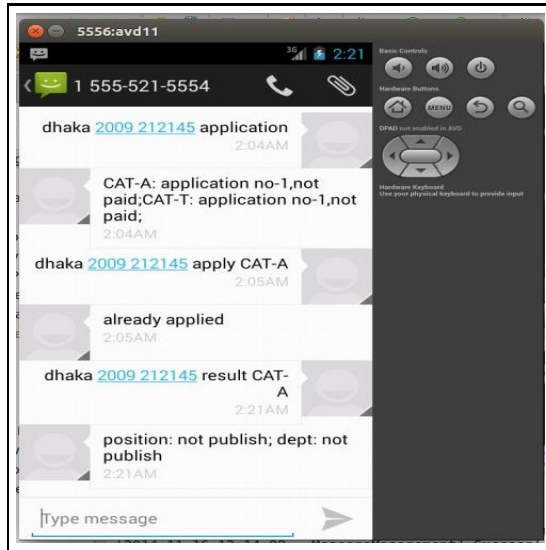 5556:avd11
3G 2:21
1 555-521-5554
dhaka 2009 212145 application
2:04AM
CAT-A: application no-1,not
paid;CAT-T: application no-1,not
paid;
2:04AM
dhaka 2009 212145 apply CAT-A
2:05AM
already applied
2:05AM
dhaka 2009 212145 result CAT-
A
2:21AM
position: not publish; dept: not
publish
2:21AM
Type message
Basic Controls
Hardware Buttons
MENU
DPAD not enabled in AVD
Hardware Keyboard
Use your physical keyboard to provide input